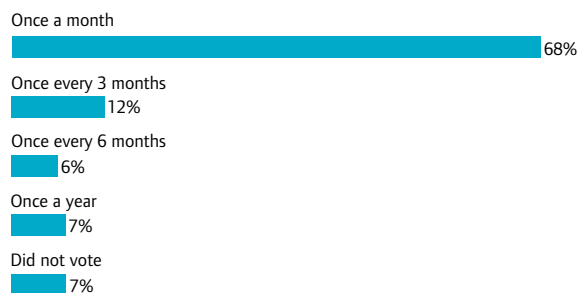 Once a month
68%
Once every 3 months
12%
Once every 6 months
6%
Once a year
7%
Did not vote
7%